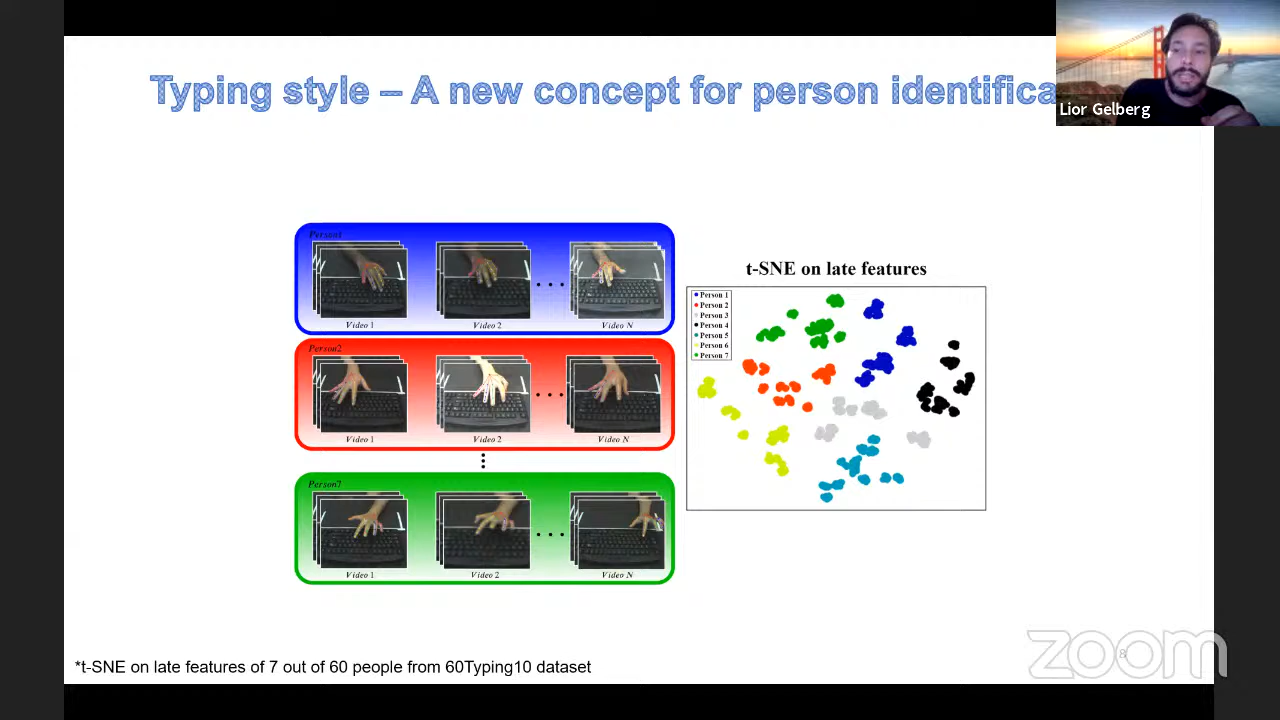 Typing style – A new concept for person identifica
Lior Gelberg
Person1
Video 1
Video 2
Video N
Person2
Video 1
Video 2
Video N
Person7
Video 1
Video 2
Video N
t-SNE on late features
Person 1
Person 2
Person 3
Person 4
Person 5
Person 6
Person 7
*t-SNE on late features of 7 out of 60 people from 60Typing10 dataset
8
zoom